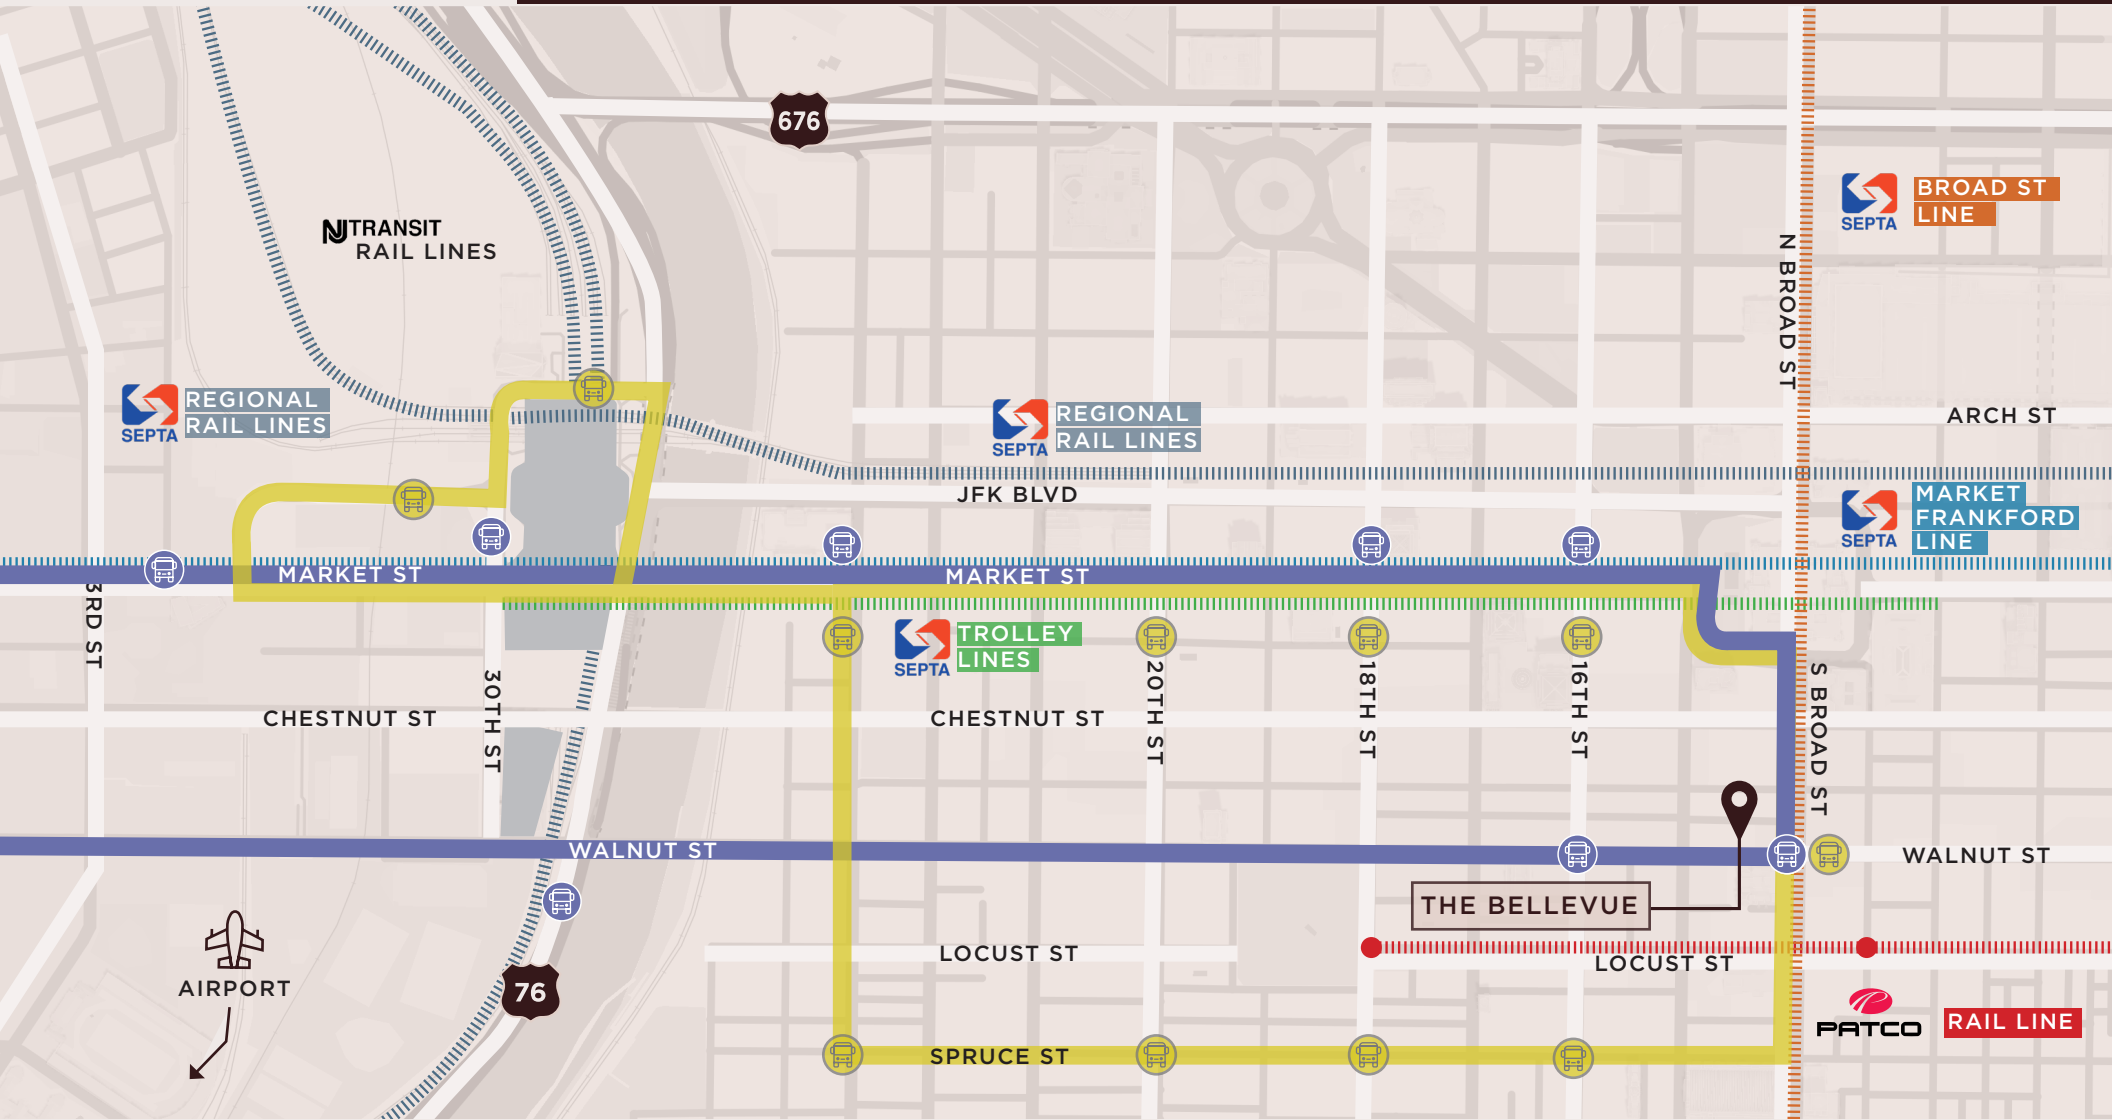 676
NJ TRANSIT
RAIL LINES
SEPTA
BROAD ST
LINE
N BROAD ST
SEPTA
REGIONAL
RAIL LINES
SEPTA
REGIONAL
RAIL LINES
ARCH ST
JFK BLVD
SEPTA
MARKET
FRANKFORD
LINE
MARKET ST
MARKET ST
3RD ST
SEPTA
TROLLEY
LINES
30TH ST
20TH ST
18TH ST
16TH ST
S BROAD ST
CHESTNUT ST
CHESTNUT ST
WALNUT ST
WALNUT ST
THE BELLEVUE
LOCUST ST
LOCUST ST
AIRPORT
76
PATCO
RAIL LINE
SPRUCE ST